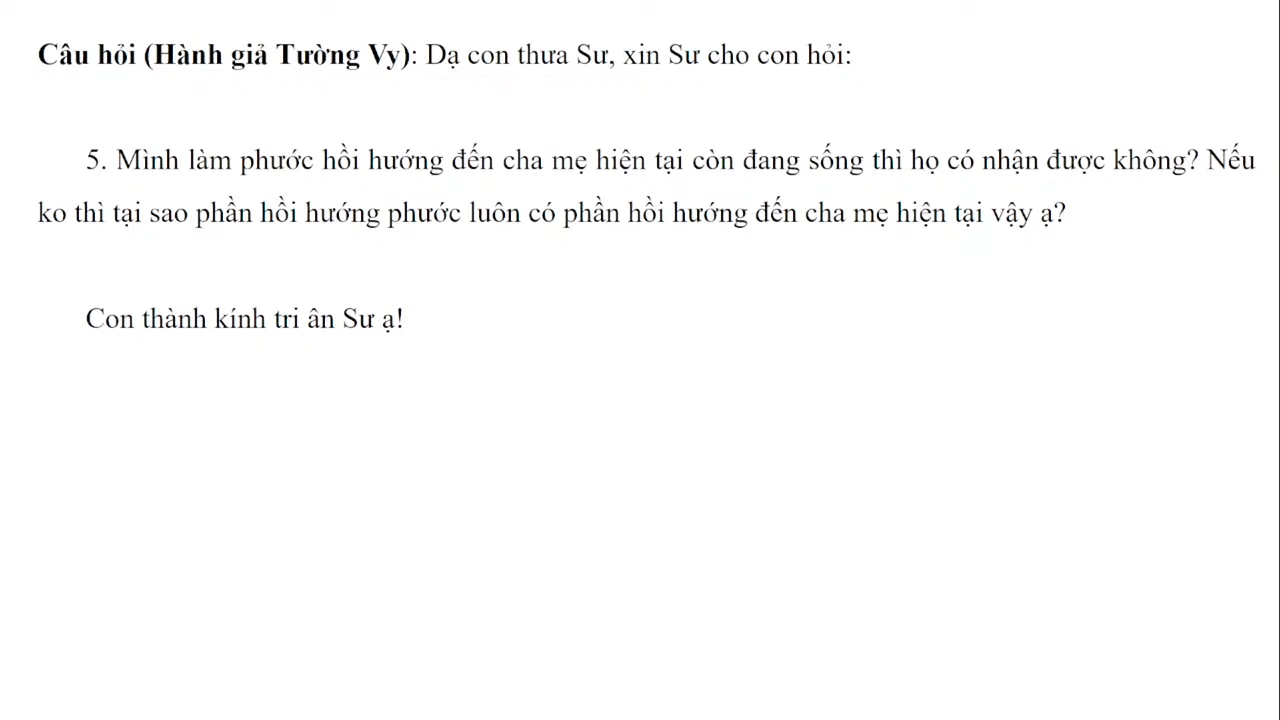 Câu hỏi (Hành giả Tường Vy): Dạ con thưa Sư, xin Sư cho con hỏi:
5. Mình làm phước hồi hướng đến cha mẹ hiện tại còn đang sống thì họ có nhận được không? Nếu
ko thì tại sao phần hồi hướng phước luôn có phần hồi hướng đến cha mẹ hiện tại vậy ạ?
Con thành kính tri ân Sư ạ!